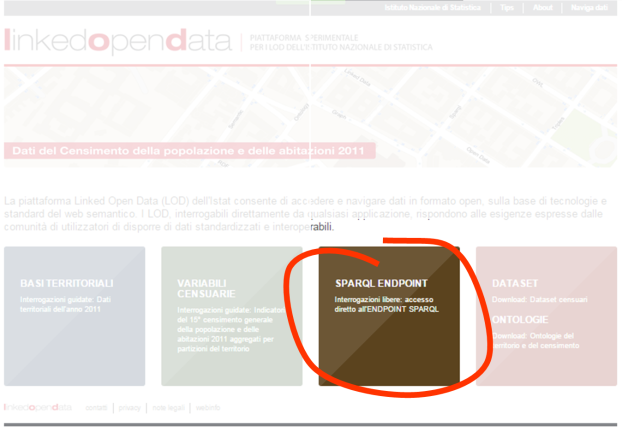 Istituto Nazionale di Statistica | Tips | About | Naviga dati
linkedopendata | PIATTAFORMA SPERIMENTALE
PER I LOD DELL'ISTITUTO NAZIONALE DI STATISTICA
Linked Data
Open Data
Dati del Censimento della popolazione e delle abitazioni 2011
La piattaforma Linked Open Data (LOD) dell'Istat consente di accedere e navigare dati in formato open, sulla base di tecnologie e
standard del web semantico. I LOD, interrogabili direttamente da qualsiasi applicazione, rispondono alle esigenze espresse dalle
comunità di utilizzatori di disporre di dati standardizzati e interoperabili.
BASI TERRITORIALI
Interrogazioni guidate: Dati
territoriali dell'anno 2011
VARIABILI
CENSUARIE
Interrogazioni guidate: Indicatori
del 15° censimento generale
della popolazione e delle
abitazioni 2011 aggregati per
partizioni del territorio
SPARQL ENDPOINT
Interrogazioni libere: accesso
diretto all'ENDPOINT SPARQL
DATASET
Download: Dataset censuari
ONTOLOGIE
Download: Ontologie del
territorio e del censimento
linkedopendata contatti | privacy | note legali | webinfo